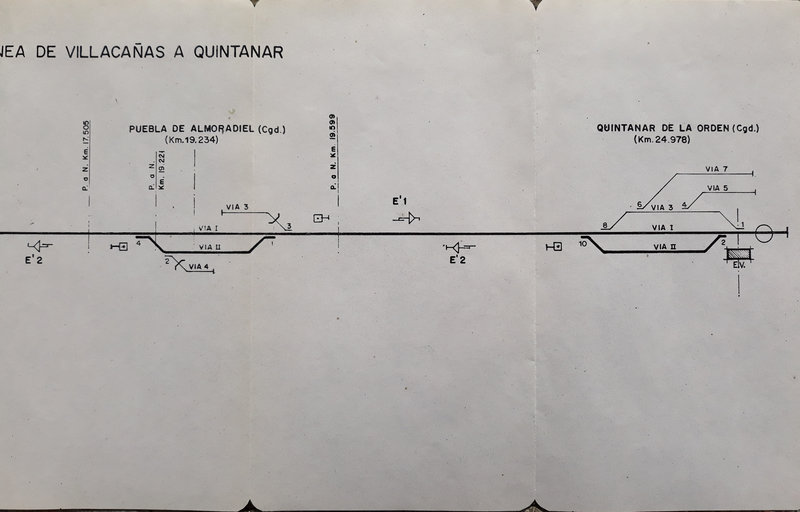 NEA DE VILLACAÑAS A QUINTANAR
P. a N. Km. 17.505
PUEBLA DE ALMORADIEL (Cgd.)
(Km. 19.234)
P. a N.
Km. 19.221
P. a N. Km. 19.599
QUINTANAR DE LA ORDEN (Cgd.)
(Km. 24.978)
VIA 7
VIA 5
VIA 3
6
VIA 3
4
E'1
3
VIA I
8
VIA I
1
4
VIA II
1
10
VIA II
2
E'2
2
VIA 4
E'2
E.V.